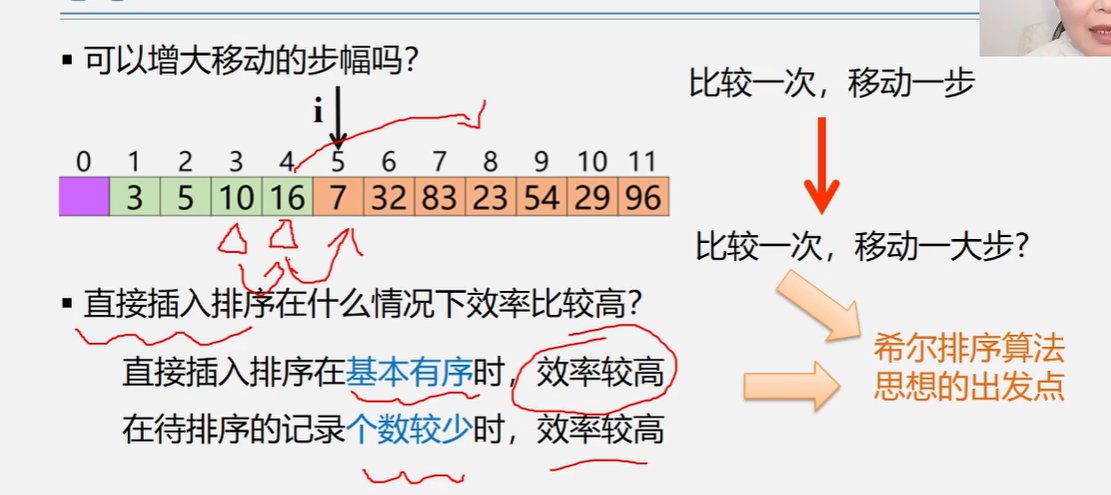 ▪ 可以增大移动的步幅吗?
比较一次，移动一步
i
0 1 2 3 4 5 6 7 8 9 10 11
3 5 10 16 7 32 83 23 54 29 96
比较一次，移动一大步?
▪ 直接插入排序在什么情况下效率比较高?
直接插入排序在基本有序时，效率较高
在待排序的记录个数较少时，效率较高
希尔排序算法
思想的出发点